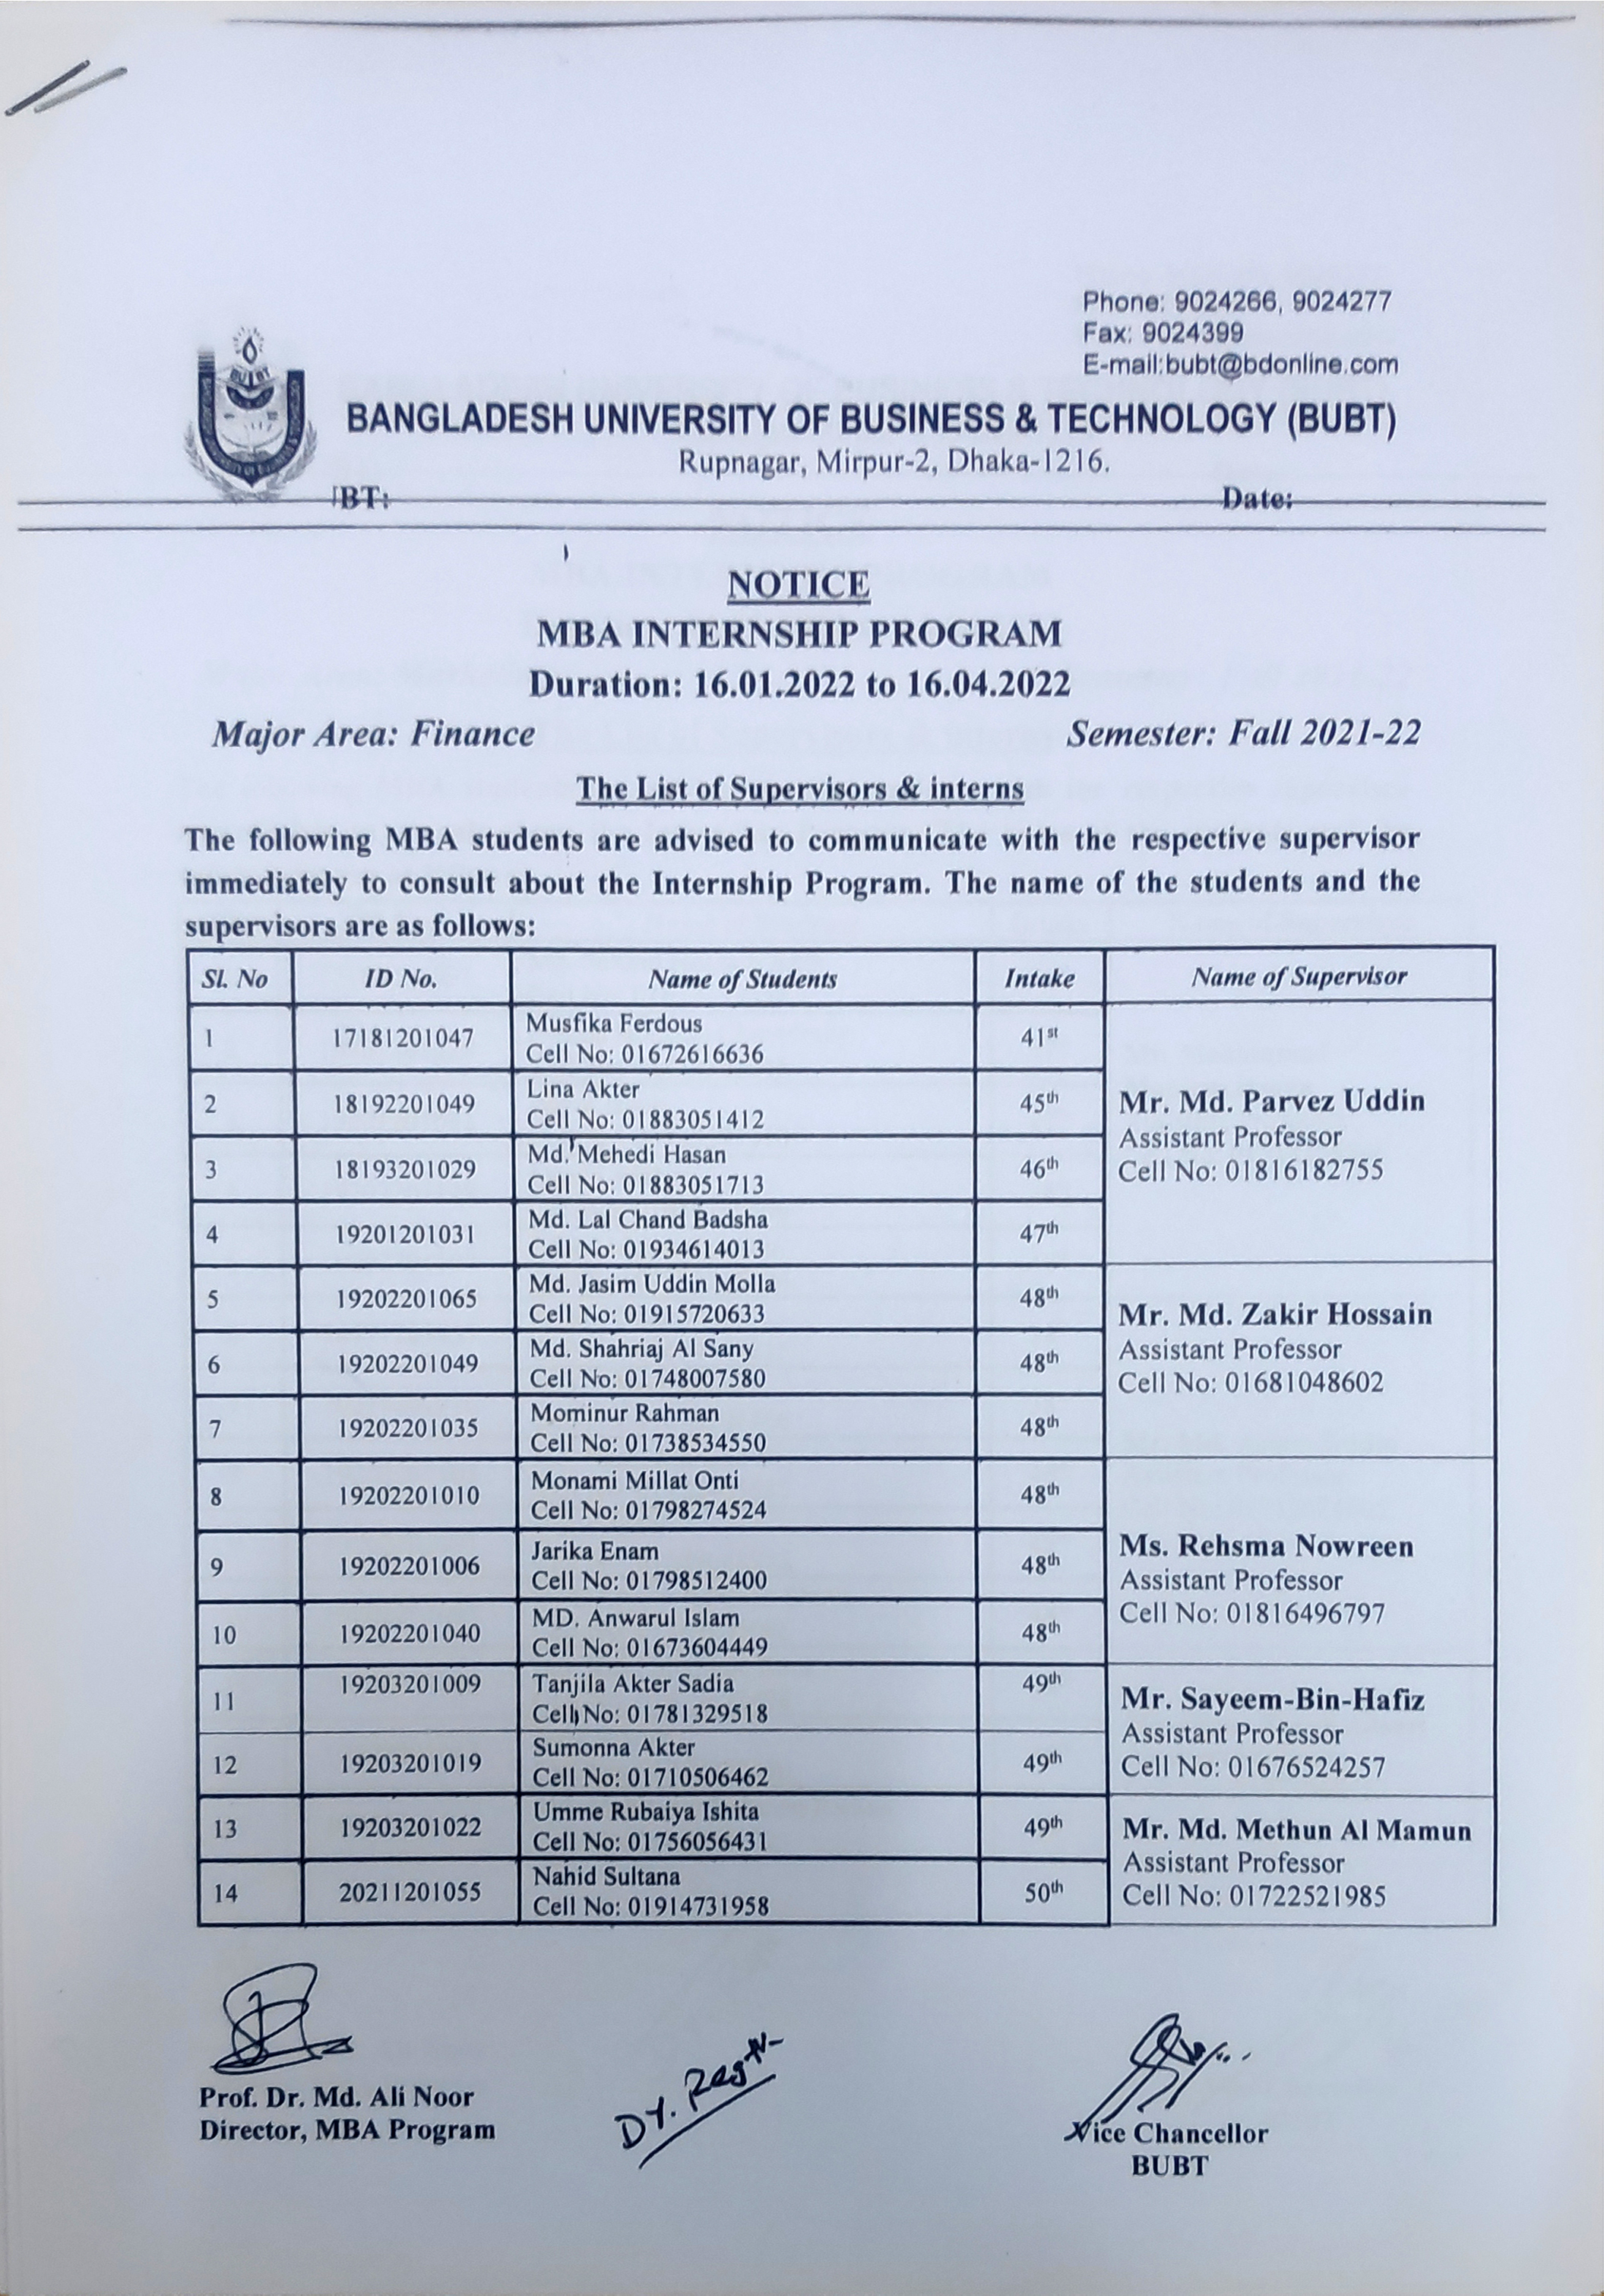 Phone: 9024266, 9024277
Fax: 9024399
E-mail:bubt@bdonline.com
BUBT
BANGLADESH UNIVERSITY OF BUSINESS & TECHNOLOGY (BUBT)
Rupnagar, Mirpur-2, Dhaka-1216.
BT: Date:
NOTICE
MBA INTERNSHIP PROGRAM
Duration: 16.01.2022 to 16.04.2022
Major Area: Finance Semester: Fall 2021-22
The List of Supervisors & interns
The following MBA students are advised to communicate with the respective supervisor
immediately to consult about the Internship Program. The name of the students and the
supervisors are as follows:
Sl. No ID No. Name of Students Intake Name of Supervisor
1 17181201047 Musfika Ferdous 41st
Cell No: 01672616636
2 18192201049 Lina Akter 45th
Cell No: 01883051412
3 18193201029 Md. Mehedi Hasan 46th
Cell No: 01883051713
4 19201201031 Md. Lal Chand Badsha 47th
Cell No: 01934614013
Mr. Md. Parvez Uddin
Assistant Professor
Cell No: 01816182755
5 19202201065 Md. Jasim Uddin Molla 48th
Cell No: 01915720633
6 19202201049 Md. Shahriaj Al Sany 48th
Cell No: 01748007580
7 19202201035 Mominur Rahman 48th
Cell No: 01738534550
Mr. Md. Zakir Hossain
Assistant Professor
Cell No: 01681048602
8 19202201010 Monami Millat Onti 48th
Cell No: 01798274524
9 19202201006 Jarika Enam 48th
Cell No: 01798512400
10 19202201040 MD. Anwarul Islam 48th
Cell No: 01673604449
Ms. Rehsma Nowreen
Assistant Professor
Cell No: 01816496797
11 19203201009 Tanjila Akter Sadia 49th
Cell No: 01781329518
12 19203201019 Sumonna Akter 49th
Cell No: 01710506462
Mr. Sayeem-Bin-Hafiz
Assistant Professor
Cell No: 01676524257
13 19203201022 Umme Rubaiya Ishita 49th
Cell No: 01756056431
14 20211201055 Nahid Sultana 50th
Cell No: 01914731958
Mr. Md. Methun Al Mamun
Assistant Professor
Cell No: 01722521985
Prof. Dr. Md. Ali Noor
Director, MBA Program
DY. Regtr
Vice Chancellor
BUBT